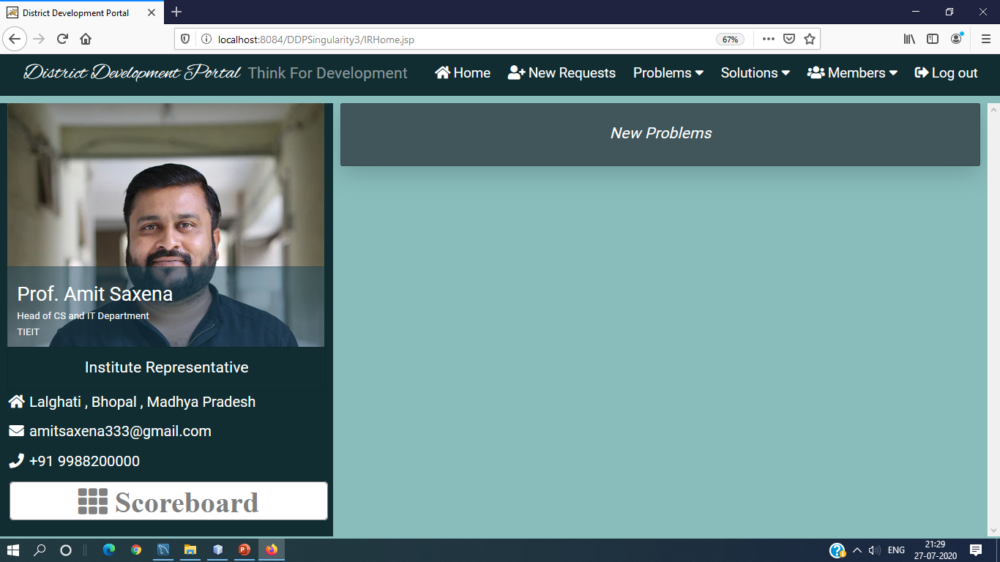 District Development Portal
localhost:8084/DDPSingularity3/IRHome.jsp 67%
District Development Portal Think For Development Home New Requests Problems Solutions Members Log out
New Problems
Prof. Amit Saxena
Head of CS and IT Department
TIEIT
Institute Representative
Lalghati , Bhopal , Madhya Pradesh
amitsaxena333@gmail.com
+91 9988200000
Scoreboard
ENG
21:29
27-07-2020